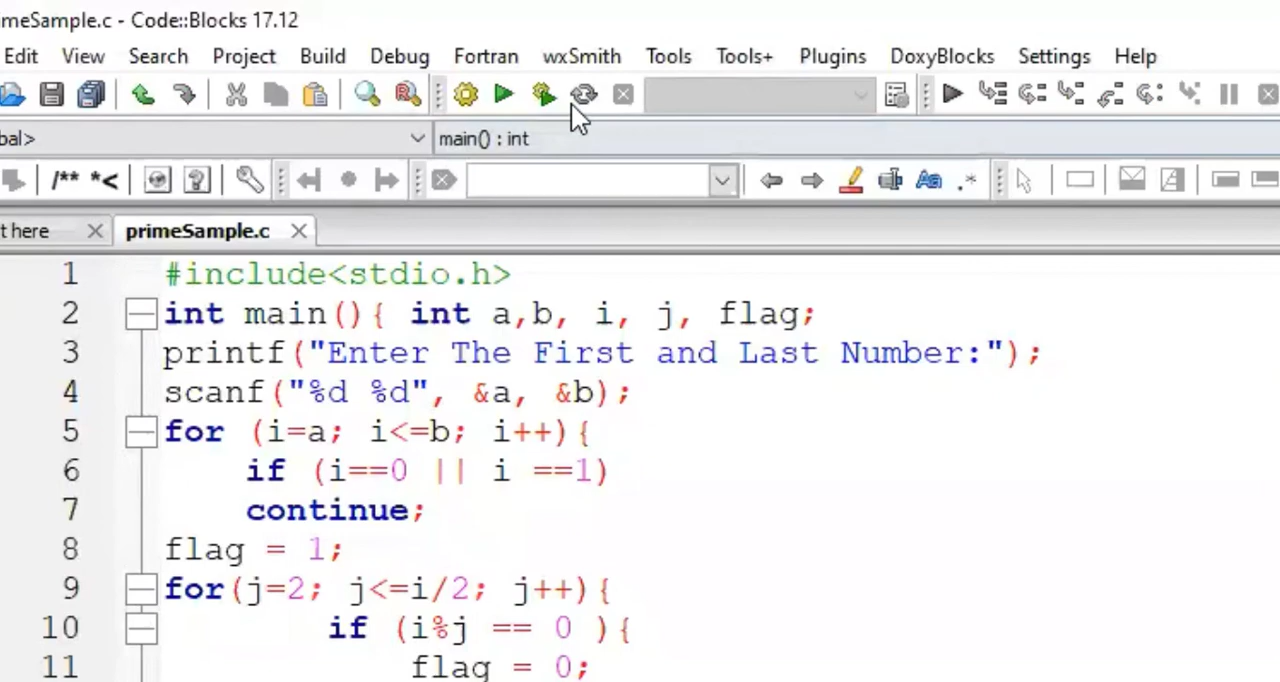 meSample.c - Code::Blocks 17.12
Edit View Search Project Build Debug Fortran wxSmith Tools Tools+ Plugins DoxyBlocks Settings Help
bal> main() : int
/** *<
t here primeSample.c
1 #include<stdio.h>
2 int main(){ int a,b, i, j, flag;
3 printf("Enter The First and Last Number:");
4 scanf("%d %d", &a, &b);
5 for (i=a; i<=b; i++){
6 if (i==0 || i ==1)
7 continue;
8 flag = 1;
9 for(j=2; j<=i/2; j++){
10 if (i%j == 0 ){
11 flag = 0;